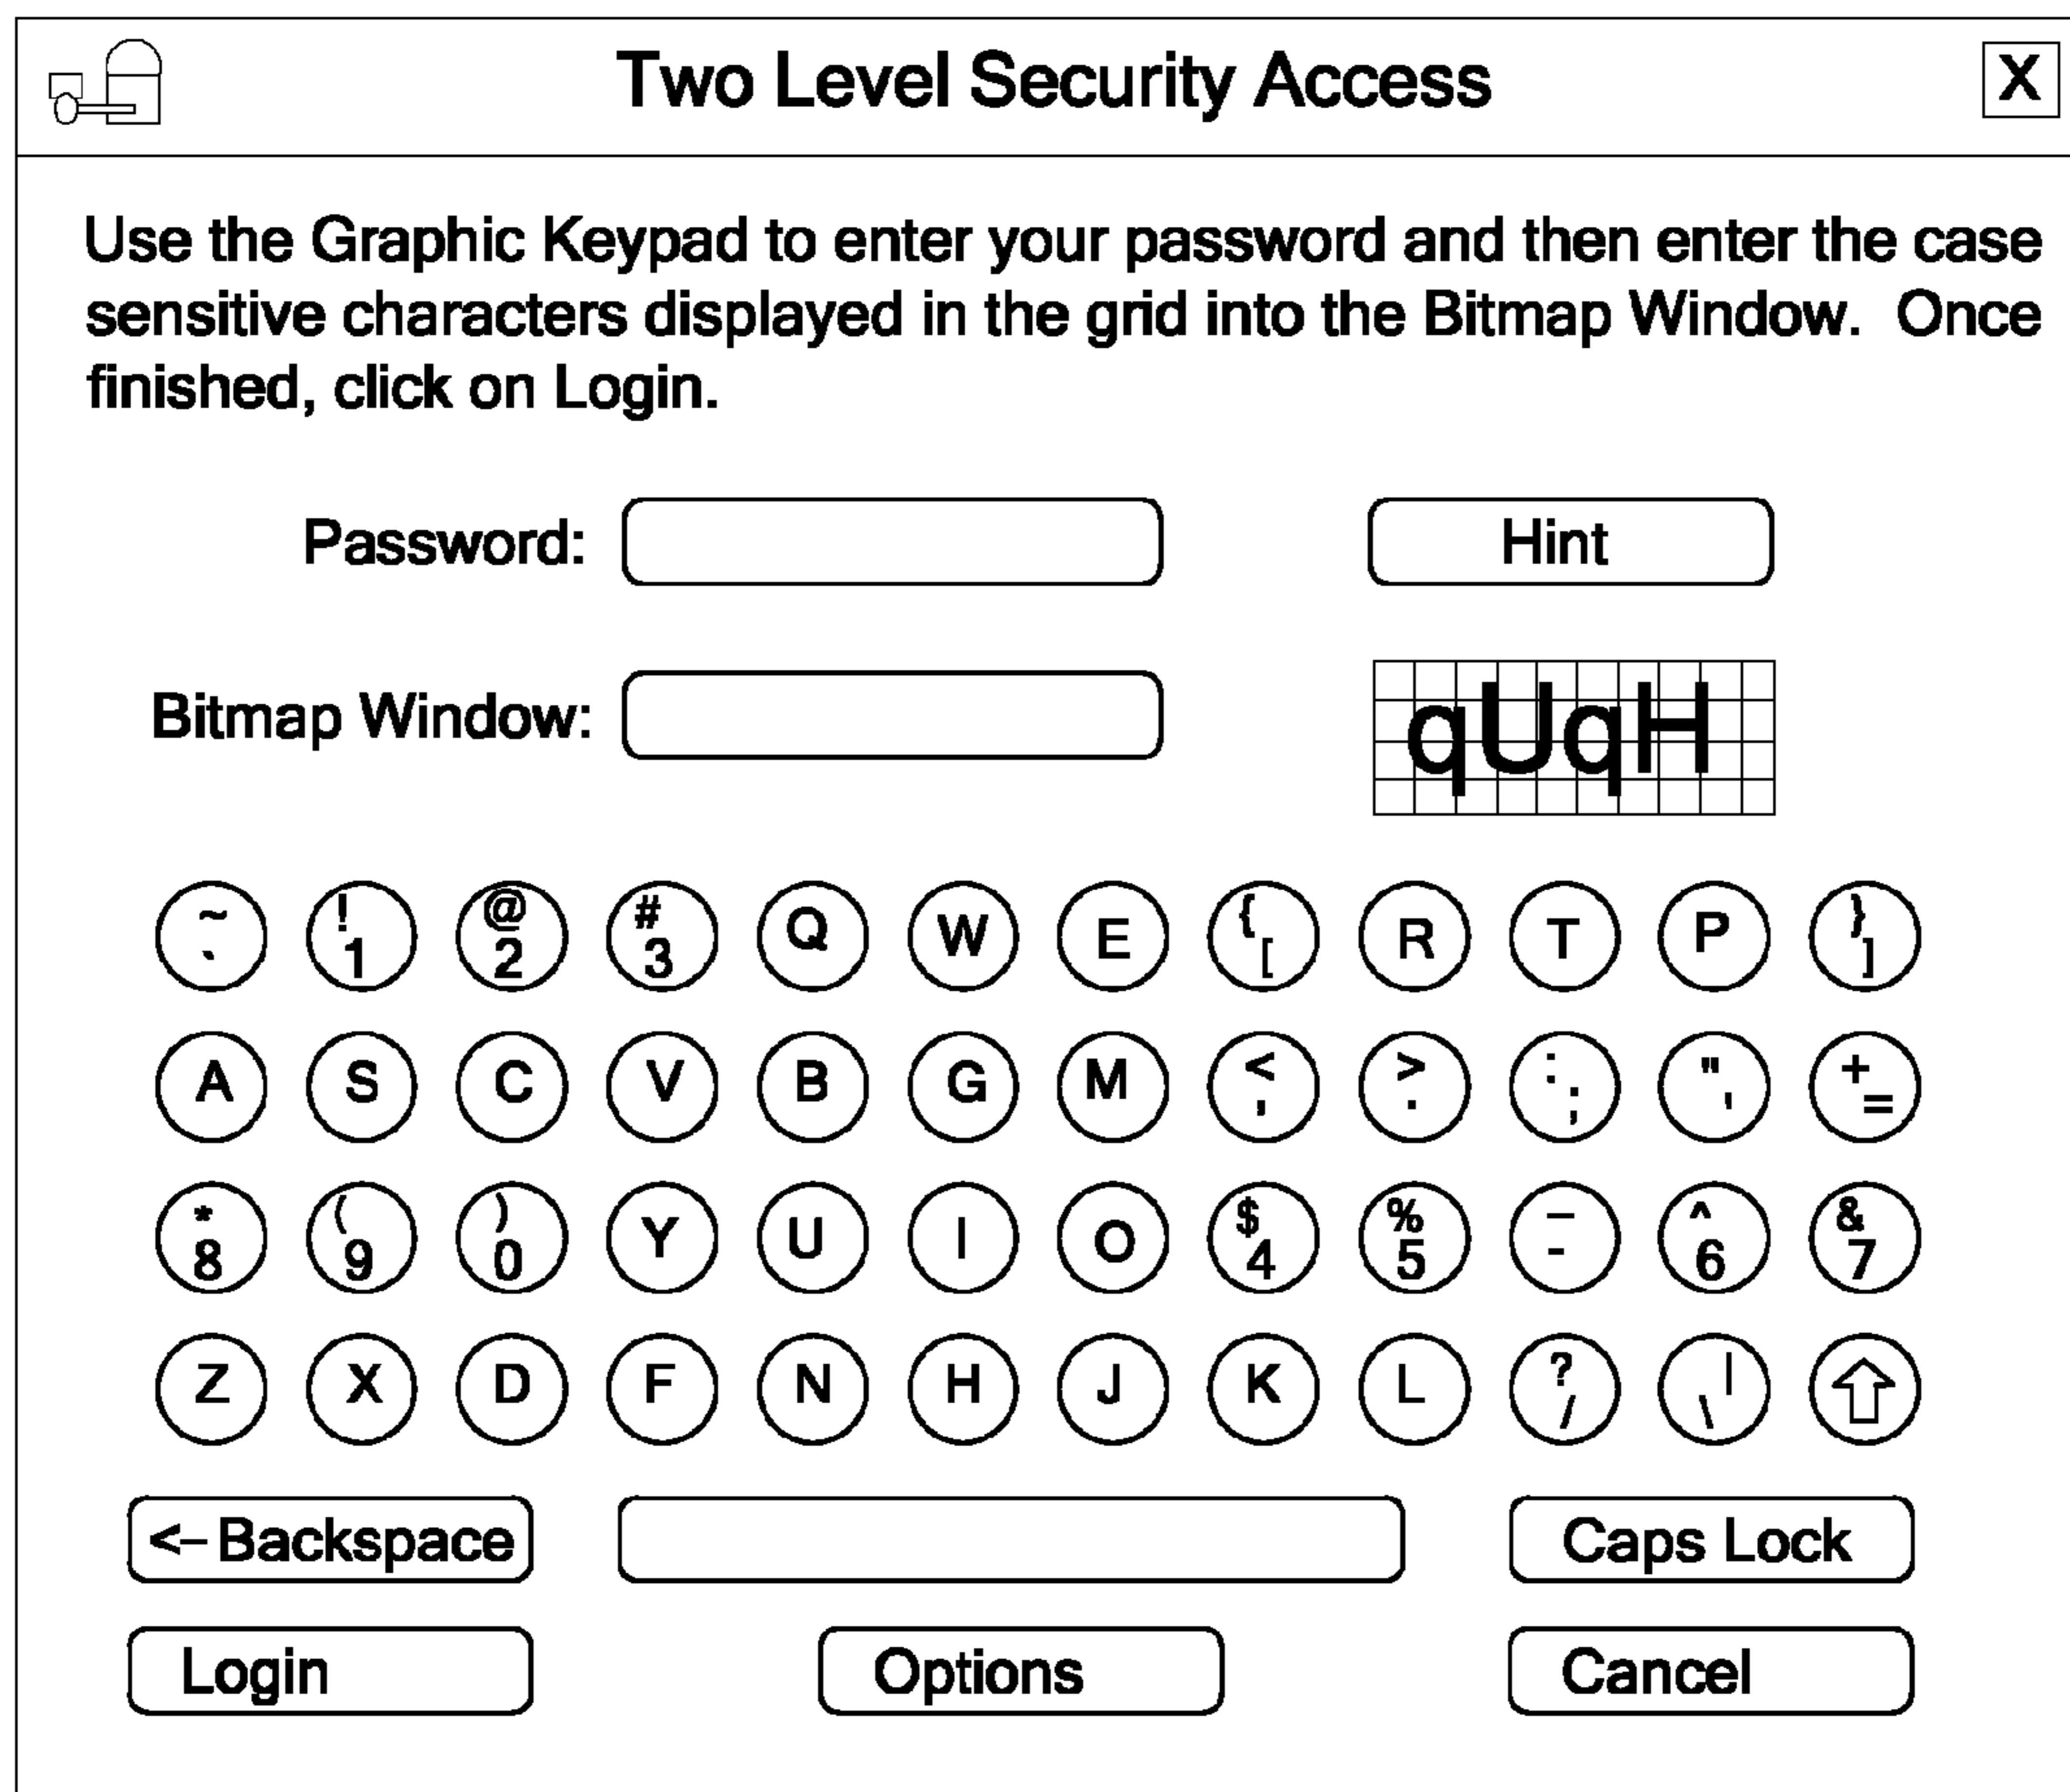 Two Level Security Access X
Use the Graphic Keypad to enter your password and then enter the case
sensitive characters displayed in the grid into the Bitmap Window. Once
finished, click on Login.
Password: Hint
Bitmap Window: qUqH
~ ` ! 1 @ 2 # 3 Q W E { [ R T P } ]
A S C V B G M < , > . : ; " ' + =
* 8 ( 9 ) 0 Y U I O $ 4 % 5 _ - ^ 6 & 7
Z X D F N H J K L ? / | \
<– Backspace Caps Lock
Login Options Cancel